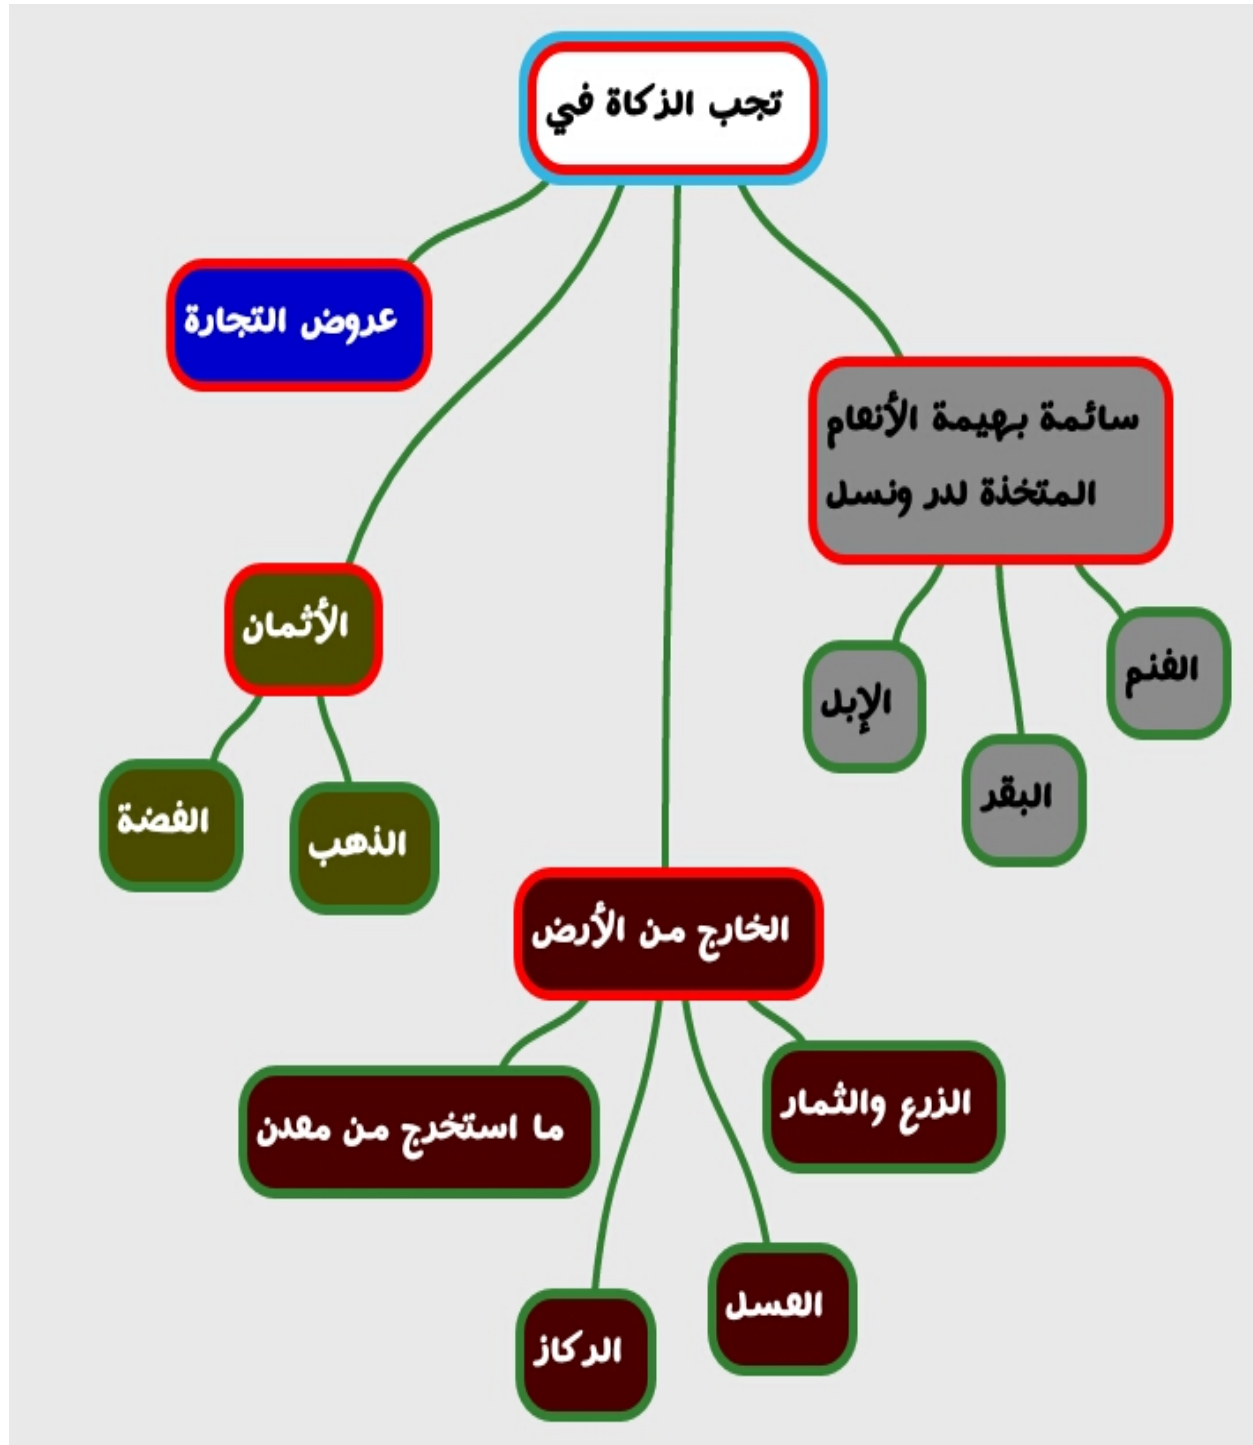 تجب الزكاة في
عروض التجارة
سائمة بهيمة الأنعام
المتخذة لدر ونسل
الأثمان
الغنم
الإبل
البقر
الفضة
الذهب
الخارج من الأرض
الزرع والثمار
ما استخرج من معدن
العسل
الركاز